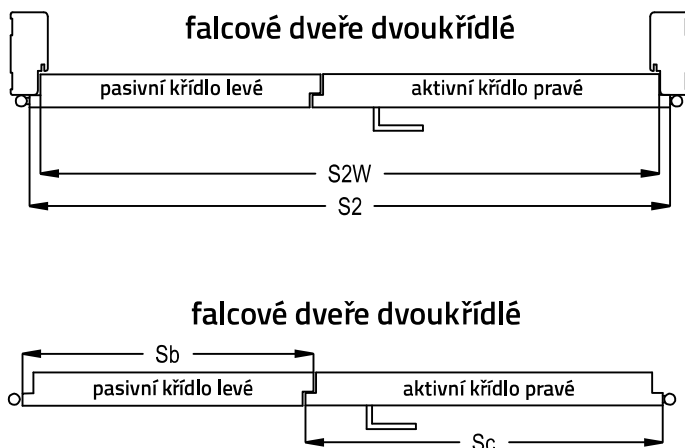 falcové dveře dvoukřídlé
pasivní křídlo levé aktivní křídlo pravé
S2W
S2
falcové dveře dvoukřídlé
Sb
pasivní křídlo levé aktivní křídlo pravé
Sc